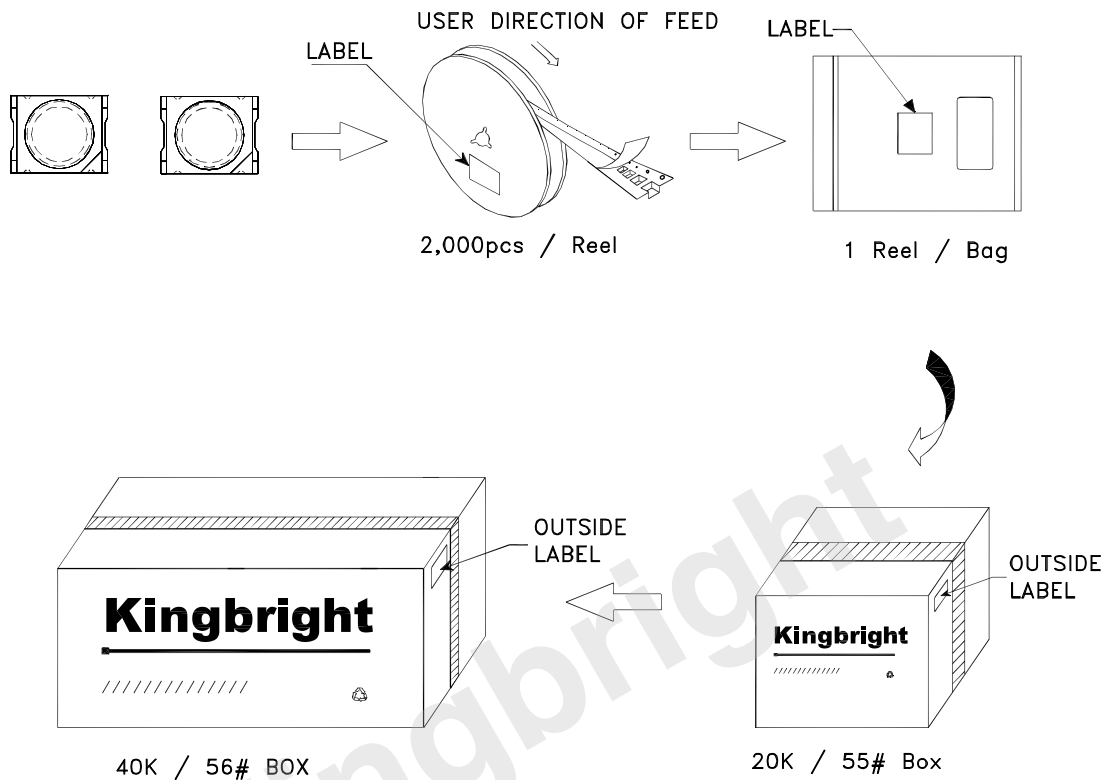 USER DIRECTION OF FEED
LABEL
LABEL
2,000pcs / Reel
1 Reel / Bag
OUTSIDE
LABEL
Kingbright
40K / 56# BOX
OUTSIDE
LABEL
Kingbright
20K / 55# Box
Kingbright